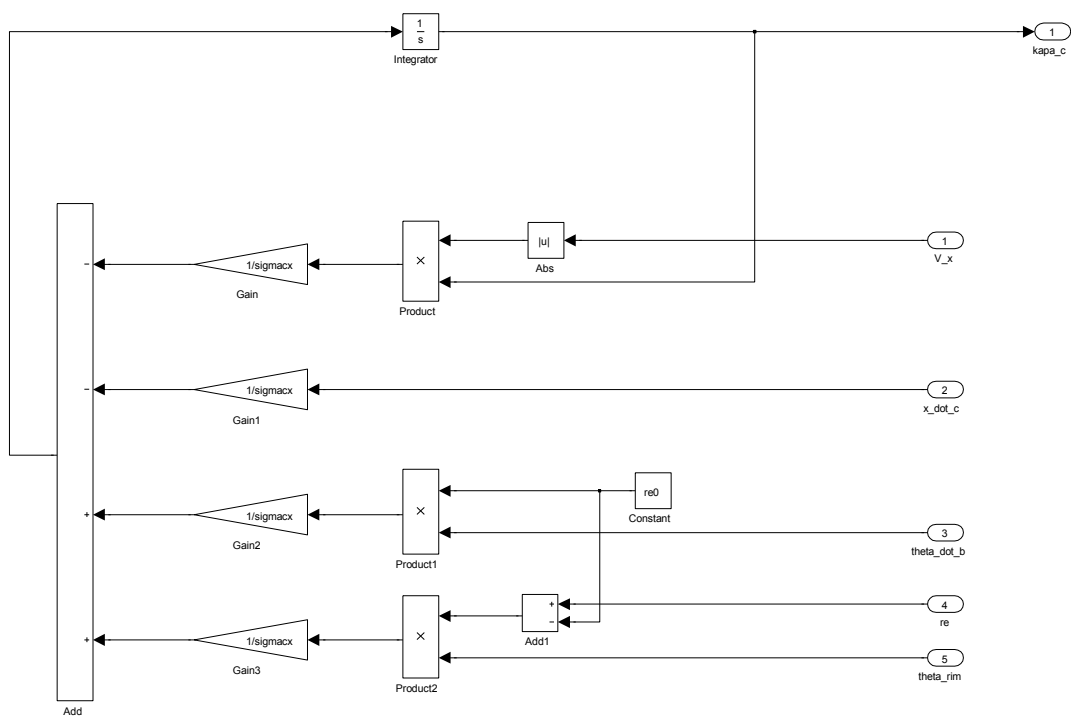 1
s
Integrator
1
kapa_c
|u|
Abs
1
V_x
×
Product
−
1/sigmacx
Gain
−
1/sigmacx
Gain1
2
x_dot_c
re0
Constant
×
Product1
+
1/sigmacx
Gain2
3
theta_dot_b
+
−
Add1
4
re
×
Product2
+
1/sigmacx
Gain3
5
theta_rim
Add